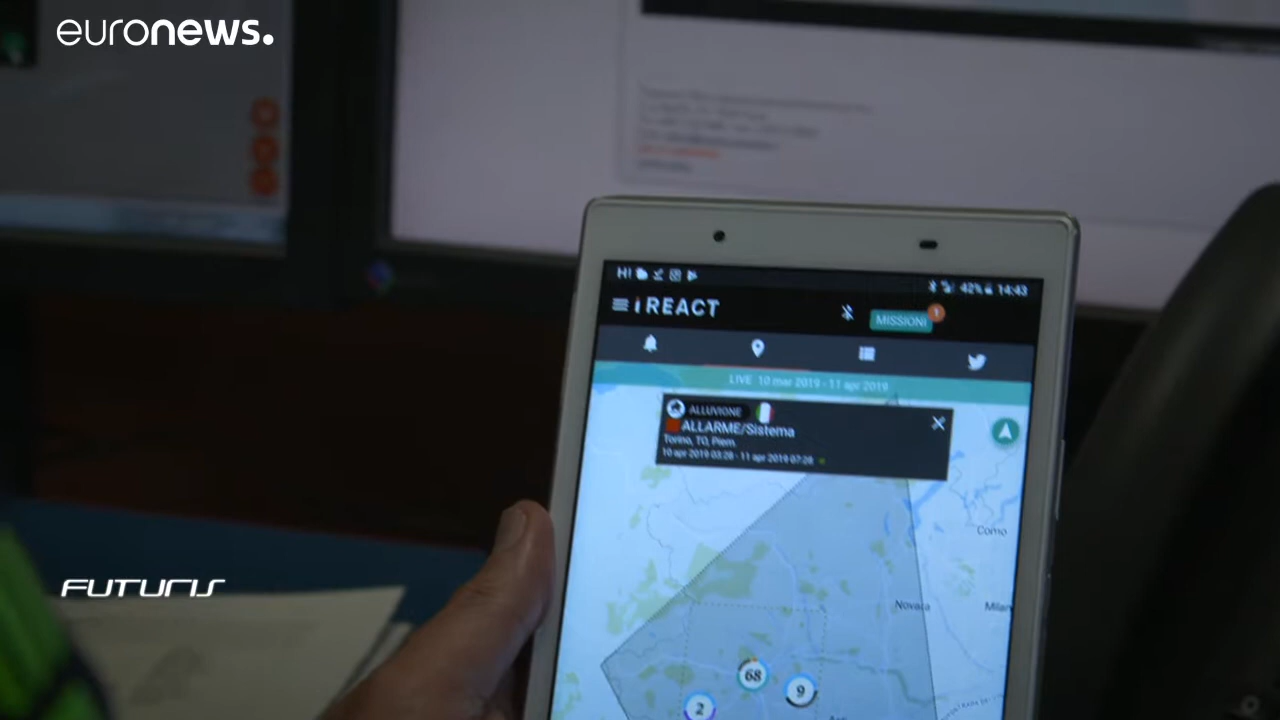 euronews.
HI 42% 14:43
i REACT
MISSIONI 1
LIVE 10 mar 2019 - 11 apr 2019
ALLUVIONE
ALLARME/Sistema
Torino, TO, Piem.
10 apr 2019 03:28 - 11 apr 2019 07:28
Como
Novara
Milan
68
9
2
FUTURIS